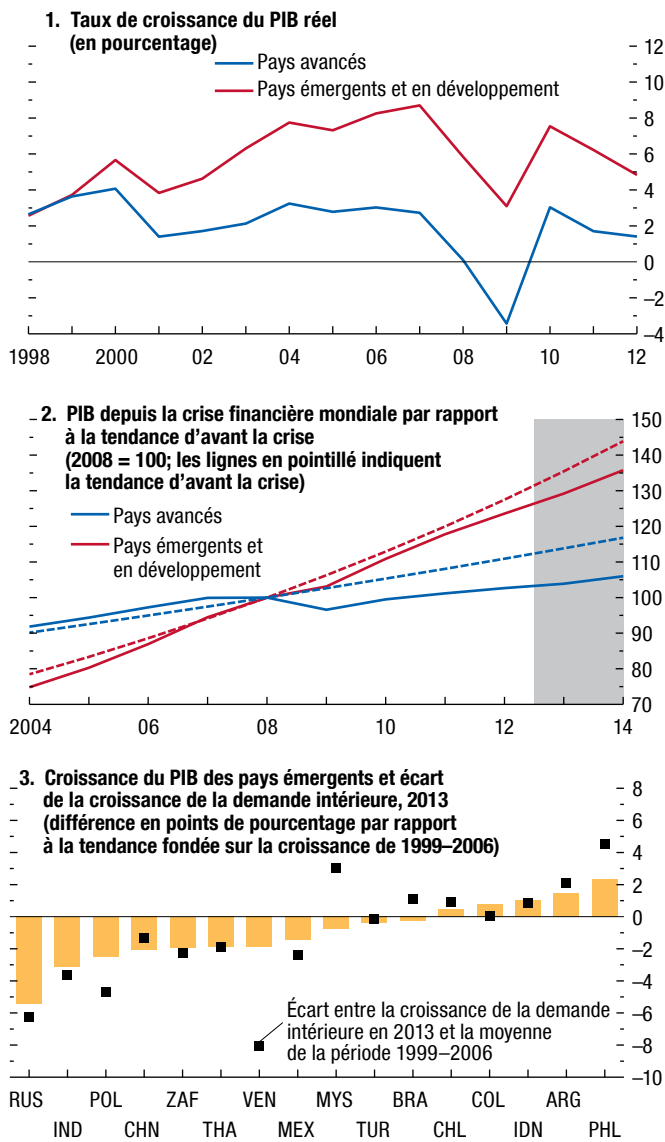 1. Taux de croissance du PIB réel
(en pourcentage)
Pays avancés
Pays émergents et en développement
12
10
8
6
4
2
0
–2
–4
1998 2000 02 04 06 08 10 12
2. PIB depuis la crise financière mondiale par rapport
à la tendance d'avant la crise
(2008 = 100; les lignes en pointillé indiquent
la tendance d'avant la crise)
Pays avancés
Pays émergents et
en développement
150
140
130
120
110
100
90
80
70
2004 06 08 10 12 14
3. Croissance du PIB des pays émergents et écart
de la croissance de la demande intérieure, 2013
(différence en points de pourcentage par rapport
à la tendance fondée sur la croissance de 1999–2006)
8
6
4
2
0
–2
–4
–6
–8
–10
Écart entre la croissance de la demande
intérieure en 2013 et la moyenne
de la période 1999–2006
RUS POL ZAF VEN MYS BRA COL ARG
IND CHN THA MEX TUR CHL IDN PHL